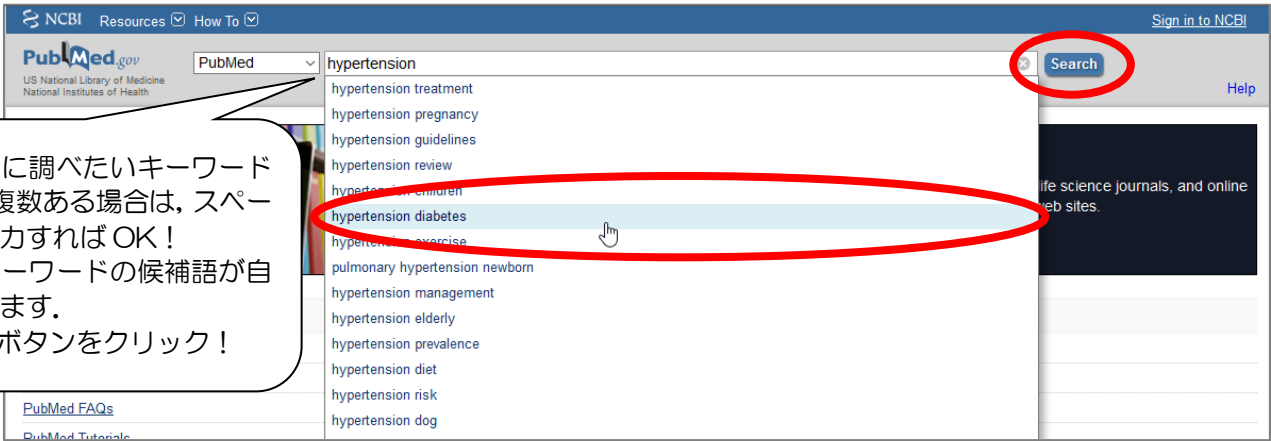 NCBI Resources How To Sign in to NCBI
PubMed.gov
US National Library of Medicine
National Institutes of Health
PubMed
hypertension
Search
Help
hypertension treatment
hypertension pregnancy
hypertension guidelines
hypertension review
hypertension children
hypertension diabetes
hypertension exercise
pulmonary hypertension newborn
hypertension management
hypertension elderly
hypertension prevalence
hypertension diet
hypertension risk
hypertension dog
に調べたいキーワード
複数ある場合は，スペー
力すれば OK！
ーワードの候補語が自
ます．
ボタンをクリック！
life science journals, and online
web sites.
PubMed FAQs
PubMed Tutorials